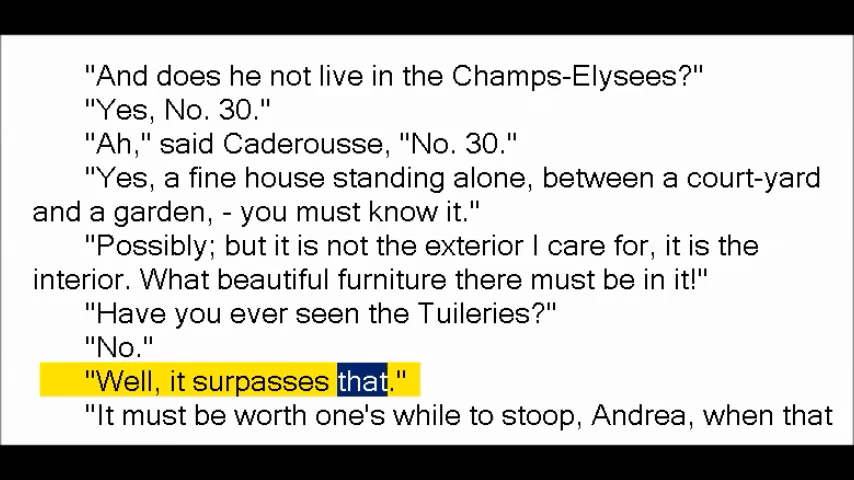 "And does he not live in the Champs-Elysees?"
"Yes, No. 30."
"Ah," said Caderousse, "No. 30."
"Yes, a fine house standing alone, between a court-yard
and a garden, - you must know it."
"Possibly; but it is not the exterior I care for, it is the
interior. What beautiful furniture there must be in it!"
"Have you ever seen the Tuileries?"
"No."
"Well, it surpasses that."
"It must be worth one's while to stoop, Andrea, when that